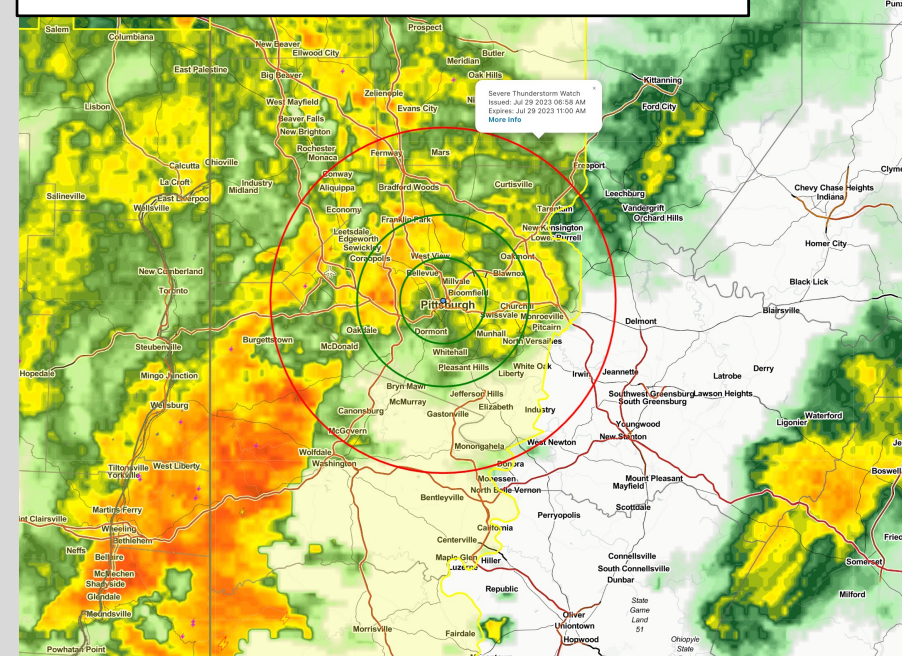 Prospect
Punx
Salem
Columbiana
New Beaver
Ellwood City
Butler
Meridian
East Palestine
Big Beaver
Oak Hills
Kittanning
Zelienople
Lisbon
West Mayfield
Evans City
Ni
Severe Thunderstorm Watch
Issued: Jul 29 2023 06:58 AM
Expires: Jul 29 2023 11:00 AM
More Info
Ford City
Beaver Falls
New Brighton
Rochester
Monaca
Fernway
Mars
Calcutta
Chioville
Conway
Freeport
Clyme
La Croft
Industry
Midland
Aliquippa
Bradford Woods
Curtisville
Chevy Chase Heights
Indiana
Salineville
East Liverpool
Wellsville
Leechburg
Economy
Tarentum
Vandergrift
Orchard Hills
Franklin Park
Leetsdale
Edgeworth
Sewickley
New Kensington
Lower Burrell
Homer City
Coraopolis
West View
Oakmont
New Cumberland
Bellevue
Blawnox
Millvale
Black Lick
Toronto
Bloomfield
Pittsburgh
Churchill
Blairsville
Swissvale
Monroeville
Delmont
Oakdale
Dormont
Munhall
Pitcairn
Burgettstown
North Versailles
Steubenville
McDonald
Whitehall
Hopedale
Mingo Junction
Pleasant Hills
White Oak
Liberty
Irwin
Jeannette
Latrobe
Derry
Bryn Mawr
McMurray
Jefferson Hills
Southwest Greensburg
Lawson Heights
South Greensburg
Wellsburg
Canonsburg
Elizabeth
Gastonville
Industry
Waterford
Ligonier
McGovern
Youngwood
New Stanton
Wolfdale
Monongahela
West Newton
Je
Tiltonsville
Yorkville
West Liberty
Washington
Donora
Boswell
Monessen
Mount Pleasant
Mayfield
Bentleyville
North Belle Vernon
Martins Ferry
Scottdale
int Clairsville
Wheeling
Perryopolis
Bethlehem
California
Centerville
Fried
Neffs
Bellaire
Maple Glen
Hiller
Luzerne
Connellsville
Somerset
McMechen
Shadyside
South Connellsville
Dunbar
Glendale
Republic
Milford
Moundsville
State
Game
Land
51
Oliver
Uniontown
Morrisville
Fairdale
Hopwood
Ohiopyle
State
Powhatan Point